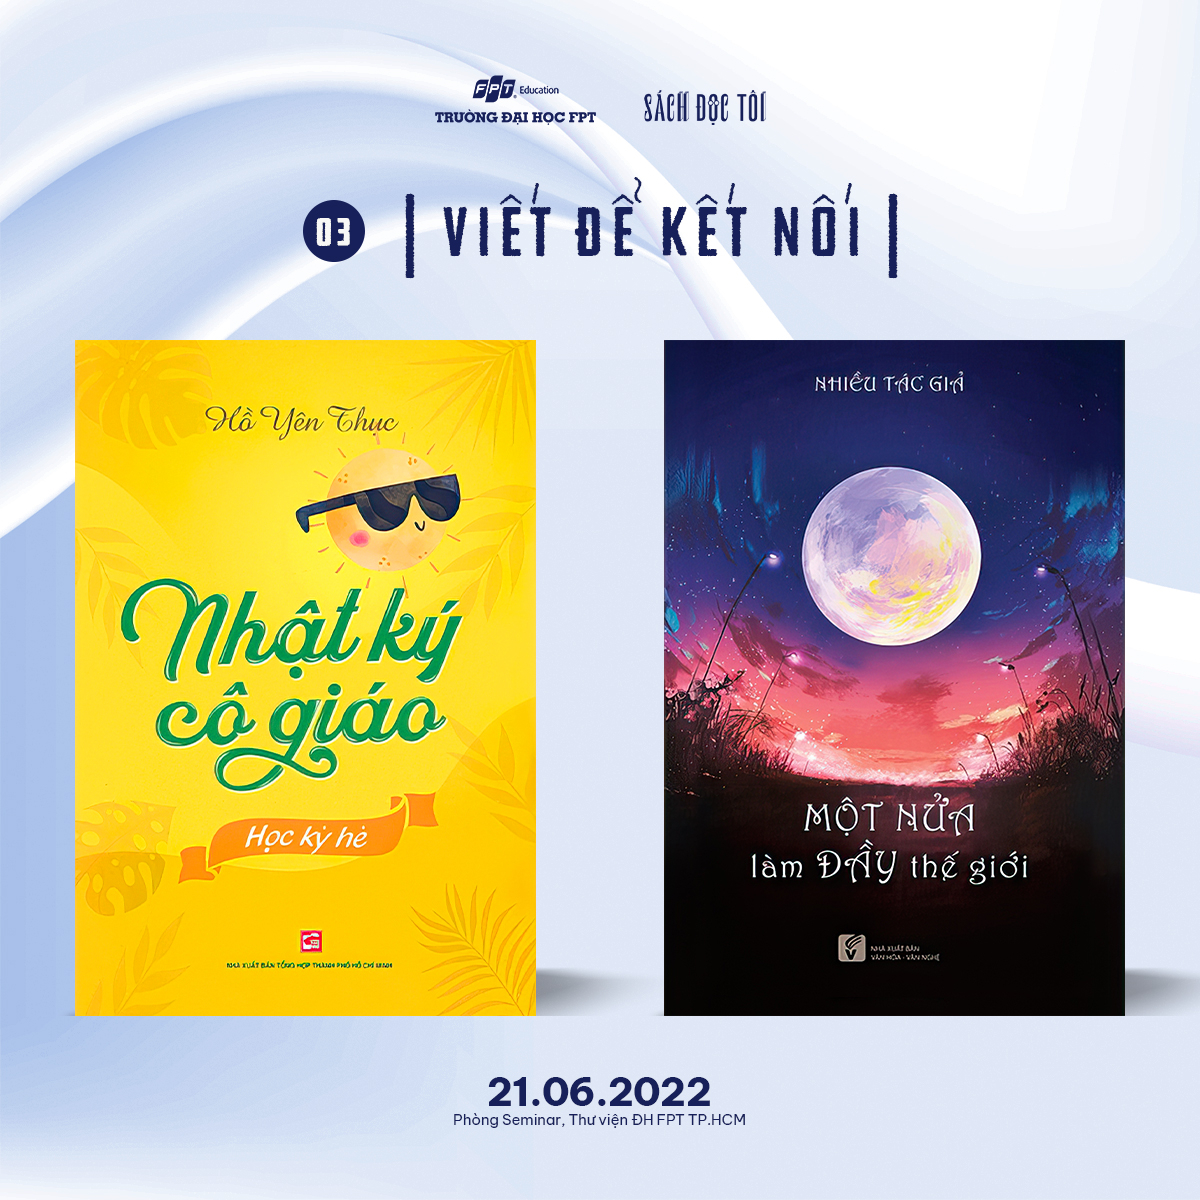 FPT Education
TRƯỜNG ĐẠI HỌC FPT
SÁCH ĐỌC TÔI
03
| VIẾT ĐỂ KẾT NỐI |
Hồ Yên Thục
Nhật ký
cô giáo
Học kỳ hè
NHÀ XUẤT BẢN TỔNG HỢP THÀNH PHỐ HỒ CHÍ MINH
NHIỀU TÁC GIẢ
MỘT NỬA
làm ĐẦY thế giới
NHÀ XUẤT BẢN
VĂN HÓA - VĂN NGHỆ
21.06.2022
Phòng Seminar, Thư viện ĐH FPT TP.HCM